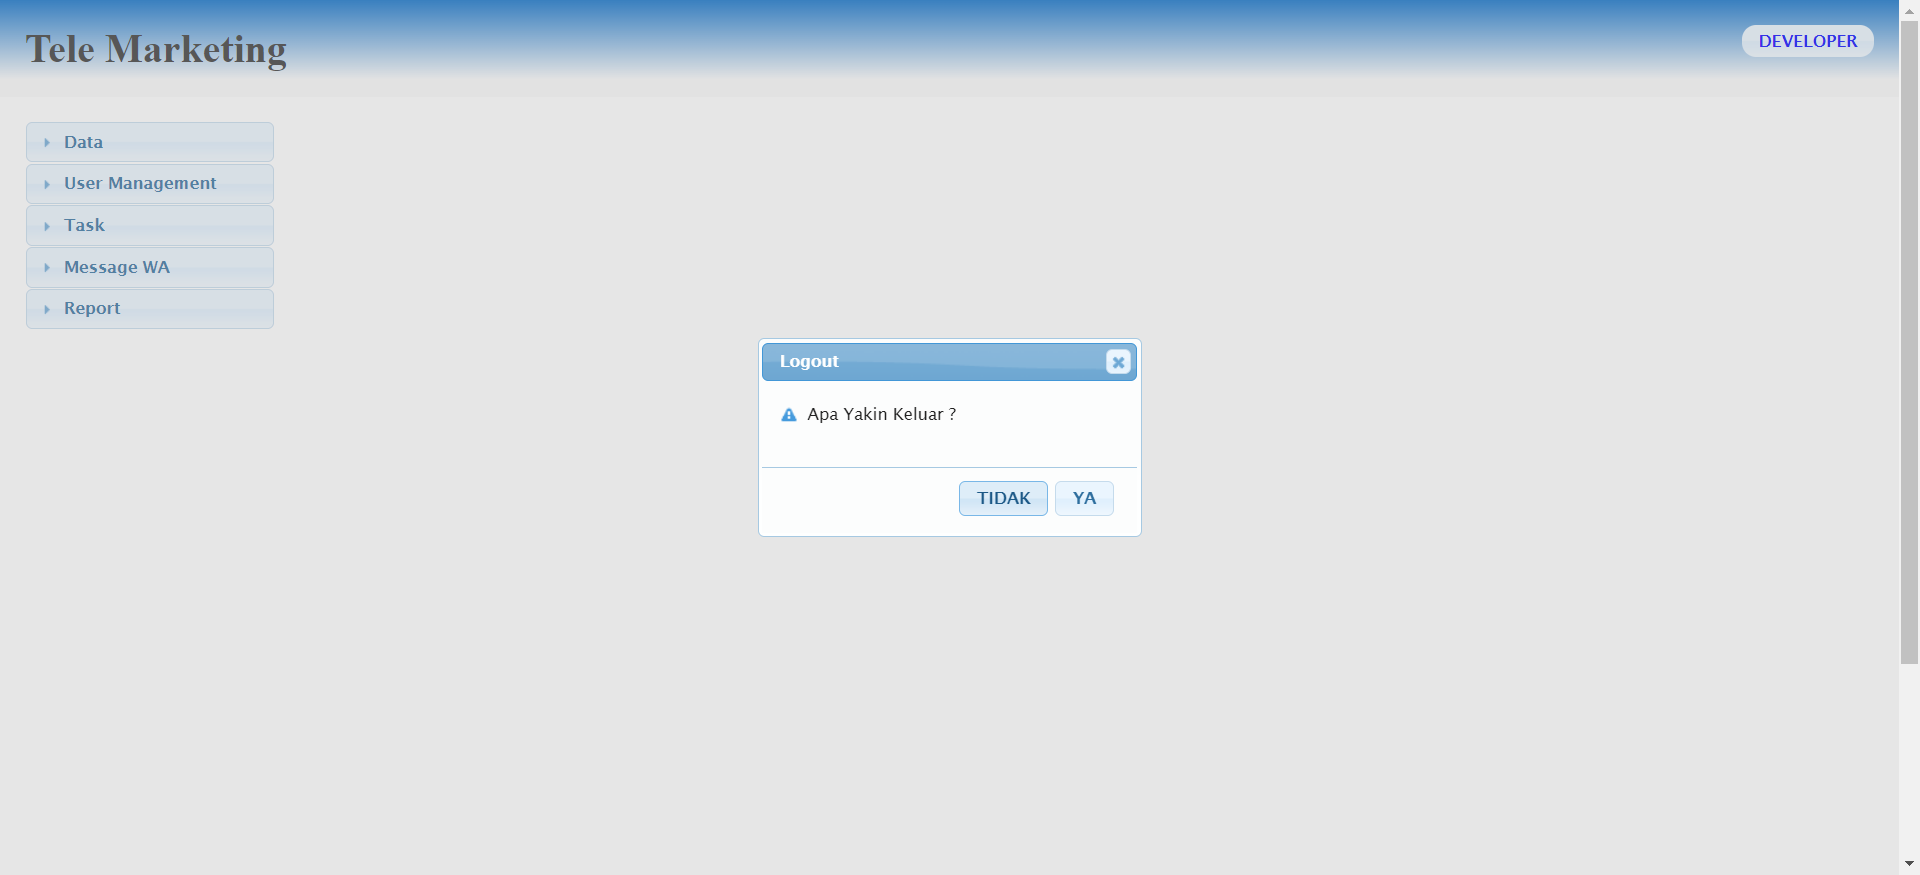 Tele Marketing
DEVELOPER
Data
User Management
Task
Message WA
Report
Logout
Apa Yakin Keluar ?
TIDAK
YA